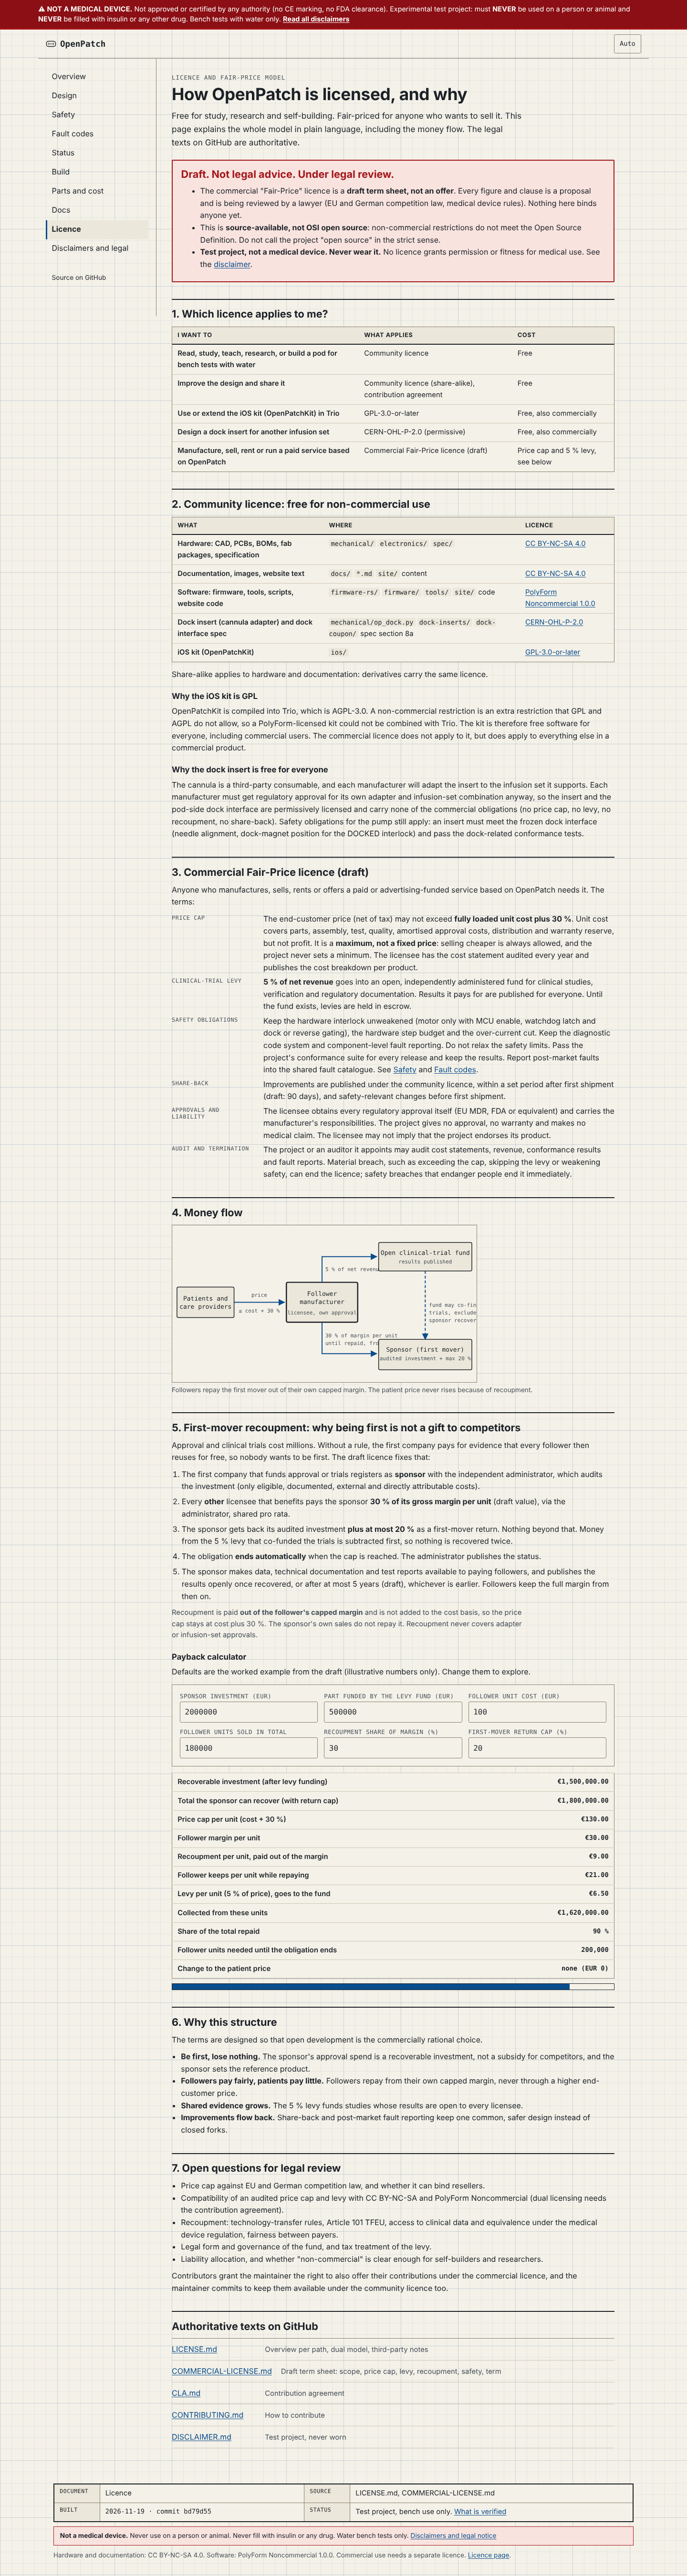 ⚠ NOT A MEDICAL DEVICE. Not approved or certified by any authority (no CE marking, no FDA clearance). Experimental test project: must NEVER be used on a person or animal and
NEVER be filled with insulin or any other drug. Bench tests with water only. Read all disclaimers
OpenPatch
Auto
Overview
Design
Safety
Fault codes
Status
Build
Parts and cost
Docs
Licence
Disclaimers and legal
Source on GitHub
LICENCE AND FAIR-PRICE MODEL
How OpenPatch is licensed, and why
Free for study, research and self-building. Fair-priced for anyone who wants to sell it. This
page explains the whole model in plain language, including the money flow. The legal
texts on GitHub are authoritative.
Draft. Not legal advice. Under legal review.
• The commercial "Fair-Price" licence is a draft term sheet, not an offer. Every figure and clause is a proposal
and is being reviewed by a lawyer (EU and German competition law, medical device rules). Nothing here binds
anyone yet.
• This is source-available, not OSI open source: non-commercial restrictions do not meet the Open Source
Definition. Do not call the project "open source" in the strict sense.
• Test project, not a medical device. Never wear it. No licence grants permission or fitness for medical use. See
the disclaimer.
1. Which licence applies to me?
I WANT TO WHAT APPLIES COST
Read, study, teach, research, or build a pod for
bench tests with water
Community licence
Free
Improve the design and share it
Community licence (share-alike),
contribution agreement
Free
Use or extend the iOS kit (OpenPatchKit) in Trio
GPL-3.0-or-later
Free, also commercially
Design a dock insert for another infusion set
CERN-OHL-P-2.0 (permissive)
Free, also commercially
Manufacture, sell, rent or run a paid service based
on OpenPatch
Commercial Fair-Price licence (draft)
Price cap and 5 % levy,
see below
2. Community licence: free for non-commercial use
WHAT WHERE LICENCE
Hardware: CAD, PCBs, BOMs, fab
packages, specification
mechanical/ electronics/ spec/
CC BY-NC-SA 4.0
Documentation, images, website text
docs/ *.md site/ content
CC BY-NC-SA 4.0
Software: firmware, tools, scripts,
website code
firmware-rs/ firmware/ tools/ site/ code
PolyForm
Noncommercial 1.0.0
Dock insert (cannula adapter) and dock
interface spec
mechanical/op_dock.py dock-inserts/ dock-
coupon/ spec section 8a
CERN-OHL-P-2.0
iOS kit (OpenPatchKit)
ios/
GPL-3.0-or-later
Share-alike applies to hardware and documentation: derivatives carry the same licence.
Why the iOS kit is GPL
OpenPatchKit is compiled into Trio, which is AGPL-3.0. A non-commercial restriction is an extra restriction that GPL and
AGPL do not allow, so a PolyForm-licensed kit could not be combined with Trio. The kit is therefore free software for
everyone, including commercial users. The commercial licence does not apply to it, but does apply to everything else in a
commercial product.
Why the dock insert is free for everyone
The cannula is a third-party consumable, and each manufacturer will adapt the insert to the infusion set it supports. Each
manufacturer must get regulatory approval for its own adapter and infusion-set combination anyway, so the insert and the
pod-side dock interface are permissively licensed and carry none of the commercial obligations (no price cap, no levy, no
recoupment, no share-back). Safety obligations for the pump still apply: an insert must meet the frozen dock interface
(needle alignment, dock-magnet position for the DOCKED interlock) and pass the dock-related conformance tests.
3. Commercial Fair-Price licence (draft)
Anyone who manufactures, sells, rents or offers a paid or advertising-funded service based on OpenPatch needs it. The
terms:
PRICE CAP
The end-customer price (net of tax) may not exceed fully loaded unit cost plus 30 %. Unit cost
covers parts, assembly, test, quality, amortised approval costs, distribution and warranty reserve,
but not profit. It is a maximum, not a fixed price: selling cheaper is always allowed, and the
project never sets a minimum. The licensee has the cost statement audited every year and
publishes the cost breakdown per product.
CLINICAL-TRIAL LEVY
5 % of net revenue goes into an open, independently administered fund for clinical studies,
verification and regulatory documentation. Results it pays for are published for everyone. Until
the fund exists, levies are held in escrow.
SAFETY OBLIGATIONS
Keep the hardware interlock unweakened (motor only with MCU enable, watchdog latch and
dock or reverse gating), the hardware step budget and the over-current cut. Keep the diagnostic
code system and component-level fault reporting. Do not relax the safety limits. Pass the
project's conformance suite for every release and keep the results. Report post-market faults
into the shared fault catalogue. See Safety and Fault codes.
SHARE-BACK
Improvements are published under the community licence, within a set period after first shipment
(draft: 90 days), and safety-relevant changes before first shipment.
APPROVALS AND
LIABILITY
The licensee obtains every regulatory approval itself (EU MDR, FDA or equivalent) and carries the
manufacturer's responsibilities. The project gives no approval, no warranty and makes no
medical claim. The licensee may not imply that the project endorses its product.
AUDIT AND TERMINATION
The project or an auditor it appoints may audit cost statements, revenue, conformance results
and fault reports. Material breach, such as exceeding the cap, skipping the levy or weakening
safety, can end the licence; safety breaches that endanger people end it immediately.
4. Money flow
Open clinical-trial fund
results published
5 % of net revenu
Patients and
care providers
price
≤ cost + 30 %
Follower
manufacturer
licensee, own approval
fund may co-fin
trials, exclude
sponsor recover
30 % of margin per unit
until repaid, fro
Sponsor (first mover)
audited investment + max 20 %
Followers repay the first mover out of their own capped margin. The patient price never rises because of recoupment.
5. First-mover recoupment: why being first is not a gift to competitors
Approval and clinical trials cost millions. Without a rule, the first company pays for evidence that every follower then
reuses for free, so nobody wants to be first. The draft licence fixes that:
1. The first company that funds approval or trials registers as sponsor with the independent administrator, which audits
the investment (only eligible, documented, external and directly attributable costs).
2. Every other licensee that benefits pays the sponsor 30 % of its gross margin per unit (draft value), via the
administrator, shared pro rata.
3. The sponsor gets back its audited investment plus at most 20 % as a first-mover return. Nothing beyond that. Money
from the 5 % levy that co-funded the trials is subtracted first, so nothing is recovered twice.
4. The obligation ends automatically when the cap is reached. The administrator publishes the status.
5. The sponsor makes data, technical documentation and test reports available to paying followers, and publishes the
results openly once recovered, or after at most 5 years (draft), whichever is earlier. Followers keep the full margin from
then on.
Recoupment is paid out of the follower's capped margin and is not added to the cost basis, so the price
cap stays at cost plus 30 %. The sponsor's own sales do not repay it. Recoupment never covers adapter
or infusion-set approvals.
Payback calculator
Defaults are the worked example from the draft (illustrative numbers only). Change them to explore.
SPONSOR INVESTMENT (EUR) PART FUNDED BY THE LEVY FUND (EUR) FOLLOWER UNIT COST (EUR)
2000000 500000 100
FOLLOWER UNITS SOLD IN TOTAL RECOUPMENT SHARE OF MARGIN (%) FIRST-MOVER RETURN CAP (%)
180000 30 20
Recoverable investment (after levy funding) €1,500,000.00
Total the sponsor can recover (with return cap) €1,800,000.00
Price cap per unit (cost + 30 %) €130.00
Follower margin per unit €30.00
Recoupment per unit, paid out of the margin €9.00
Follower keeps per unit while repaying €21.00
Levy per unit (5 % of price), goes to the fund €6.50
Collected from these units €1,620,000.00
Share of the total repaid 90 %
Follower units needed until the obligation ends 200,000
Change to the patient price none (EUR 0)
6. Why this structure
The terms are designed so that open development is the commercially rational choice.
• Be first, lose nothing. The sponsor's approval spend is a recoverable investment, not a subsidy for competitors, and the
sponsor sets the reference product.
• Followers pay fairly, patients pay little. Followers repay from their own capped margin, never through a higher end-
customer price.
• Shared evidence grows. The 5 % levy funds studies whose results are open to every licensee.
• Improvements flow back. Share-back and post-market fault reporting keep one common, safer design instead of
closed forks.
7. Open questions for legal review
• Price cap against EU and German competition law, and whether it can bind resellers.
• Compatibility of an audited price cap and levy with CC BY-NC-SA and PolyForm Noncommercial (dual licensing needs
the contribution agreement).
• Recoupment: technology-transfer rules, Article 101 TFEU, access to clinical data and equivalence under the medical
device regulation, fairness between payers.
• Legal form and governance of the fund, and tax treatment of the levy.
• Liability allocation, and whether "non-commercial" is clear enough for self-builders and researchers.
Contributors grant the maintainer the right to also offer their contributions under the commercial licence, and the
maintainer commits to keep them available under the community licence too.
Authoritative texts on GitHub
LICENSE.md Overview per path, dual model, third-party notes
COMMERCIAL-LICENSE.md Draft term sheet: scope, price cap, levy, recoupment, safety, term
CLA.md Contribution agreement
CONTRIBUTING.md How to contribute
DISCLAIMER.md Test project, never worn
DOCUMENT Licence SOURCE LICENSE.md, COMMERCIAL-LICENSE.md
BUILT 2026-11-19 · commit bd79d55 STATUS Test project, bench use only. What is verified
Not a medical device. Never use on a person or animal. Never fill with insulin or any drug. Water bench tests only. Disclaimers and legal notice
Hardware and documentation: CC BY-NC-SA 4.0. Software: PolyForm Noncommercial 1.0.0. Commercial use needs a separate licence. Licence page.